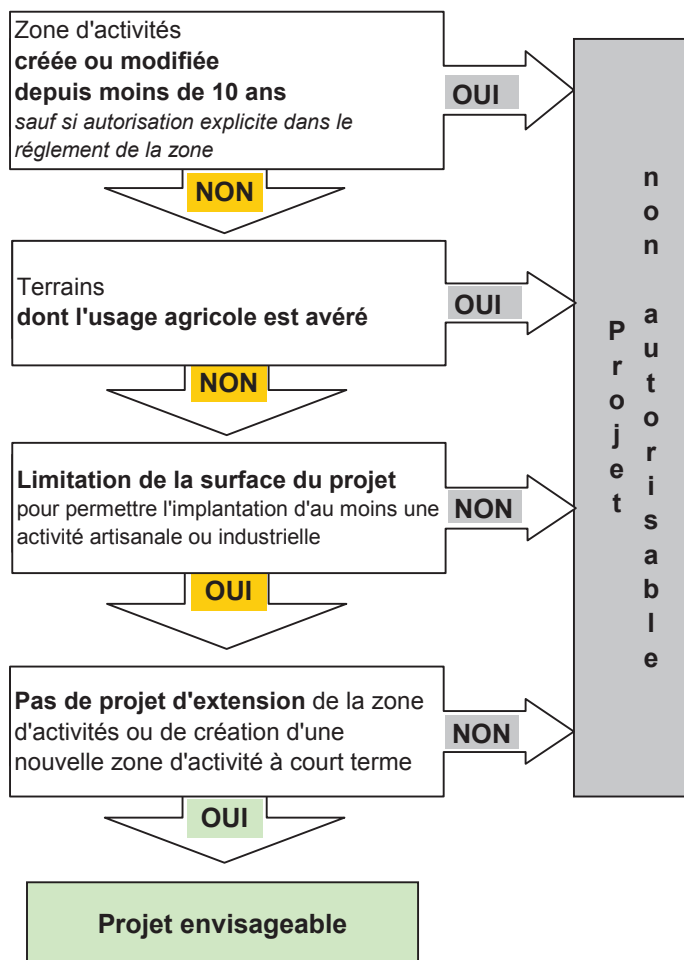 Zone d'activités
créée ou modifiée
depuis moins de 10 ans
sauf si autorisation explicite dans le
réglement de la zone
OUI
NON
Terrains
dont l'usage agricole est avéré
OUI
NON
Limitation de la surface du projet
pour permettre l'implantation d'au moins une
activité artisanale ou industrielle
NON
OUI
Pas de projet d'extension de la zone
d'activités ou de création d'une
nouvelle zone d'activité à court terme
NON
OUI
Projet envisageable
Projet
non autorisable